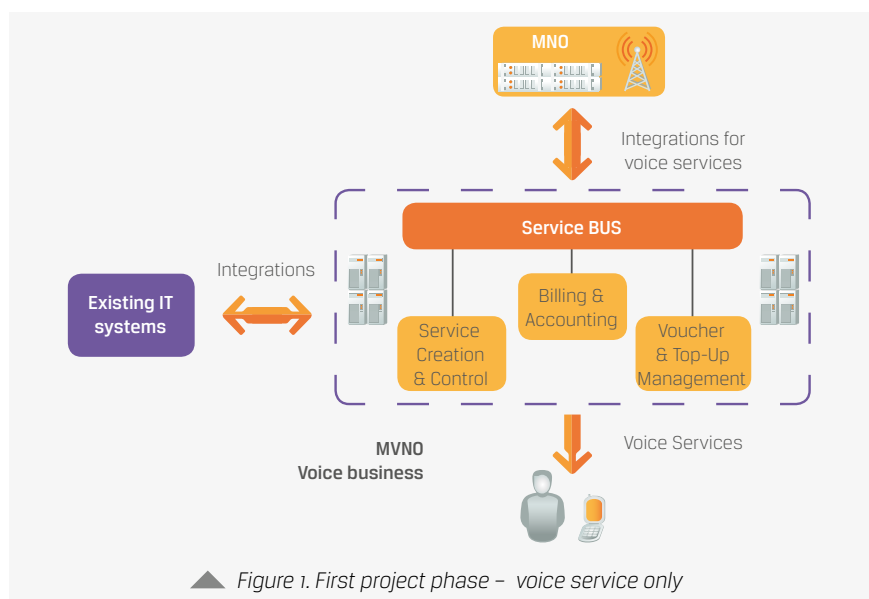 MNO
Integrations for
voice services
Service BUS
Integrations
Existing IT
systems
Billing &
Accounting
Service
Creation
& Control
Voucher
& Top-Up
Management
MVNO
Voice business
Voice Services
Figure 1. First project phase – voice service only